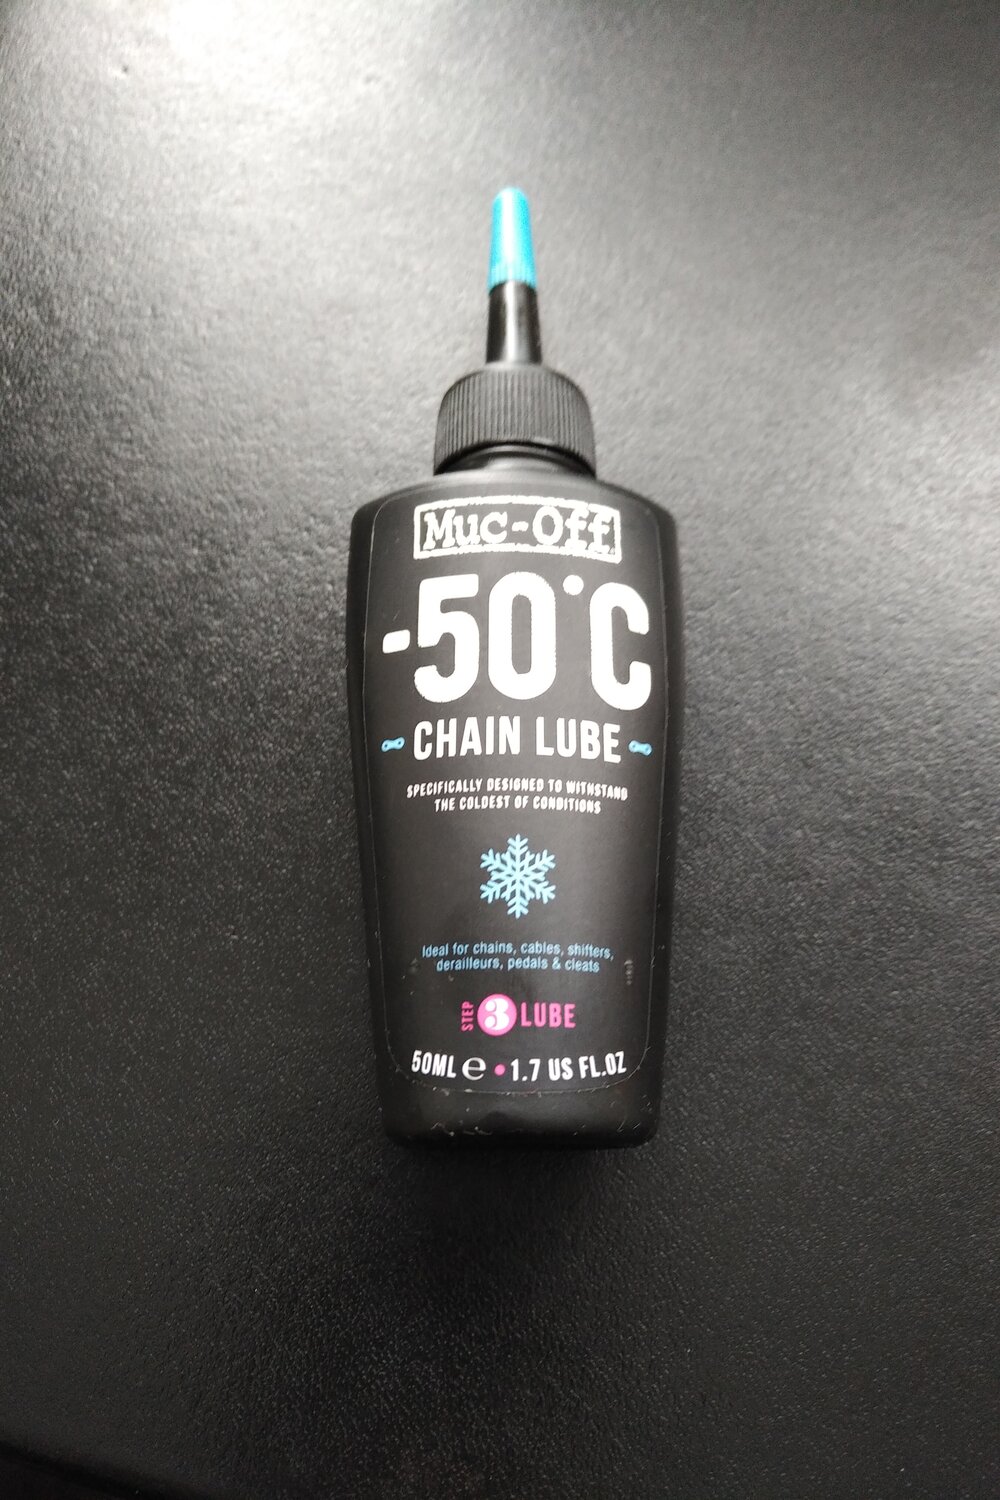 Muc-Off
-50°C
CHAIN LUBE
SPECIFICALLY DESIGNED TO WITHSTAND
THE COLDEST OF CONDITIONS
Ideal for chains, cables, shifters,
derailleurs, pedals & cleats
STEP 3 LUBE
50ML ℮ • 1.7 US FL.OZ